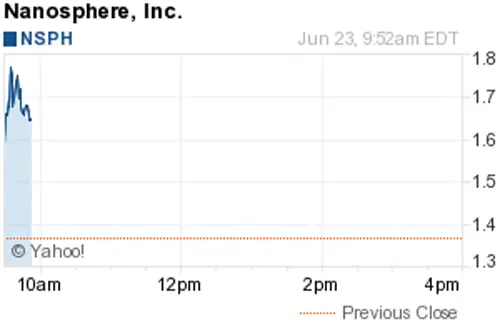 Nanosphere, Inc.
NSPH Jun 23, 9:52am EDT
1.8
1.7
1.6
1.5
1.4
1.3
© Yahoo!
10am 12pm 2pm 4pm
Previous Close